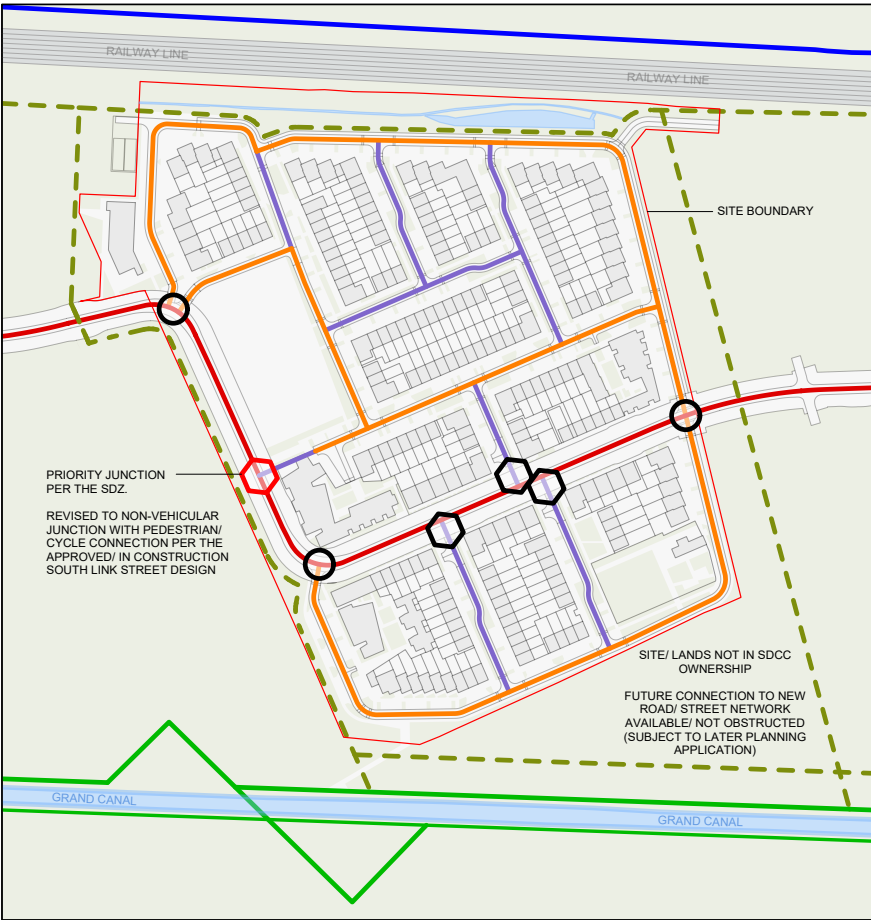 RAILWAY LINE
RAILWAY LINE
SITE BOUNDARY
PRIORITY JUNCTION
PER THE SDZ.
REVISED TO NON-VEHICULAR
JUNCTION WITH PEDESTRIAN/
CYCLE CONNECTION PER THE
APPROVED/ IN CONSTRUCTION
SOUTH LINK STREET DESIGN
SITE/ LANDS NOT IN SDCC
OWNERSHIP
FUTURE CONNECTION TO NEW
ROAD/ STREET NETWORK
AVAILABLE/ NOT OBSTRUCTED
(SUBJECT TO LATER PLANNING
APPLICATION)
GRAND CANAL
GRAND CANAL